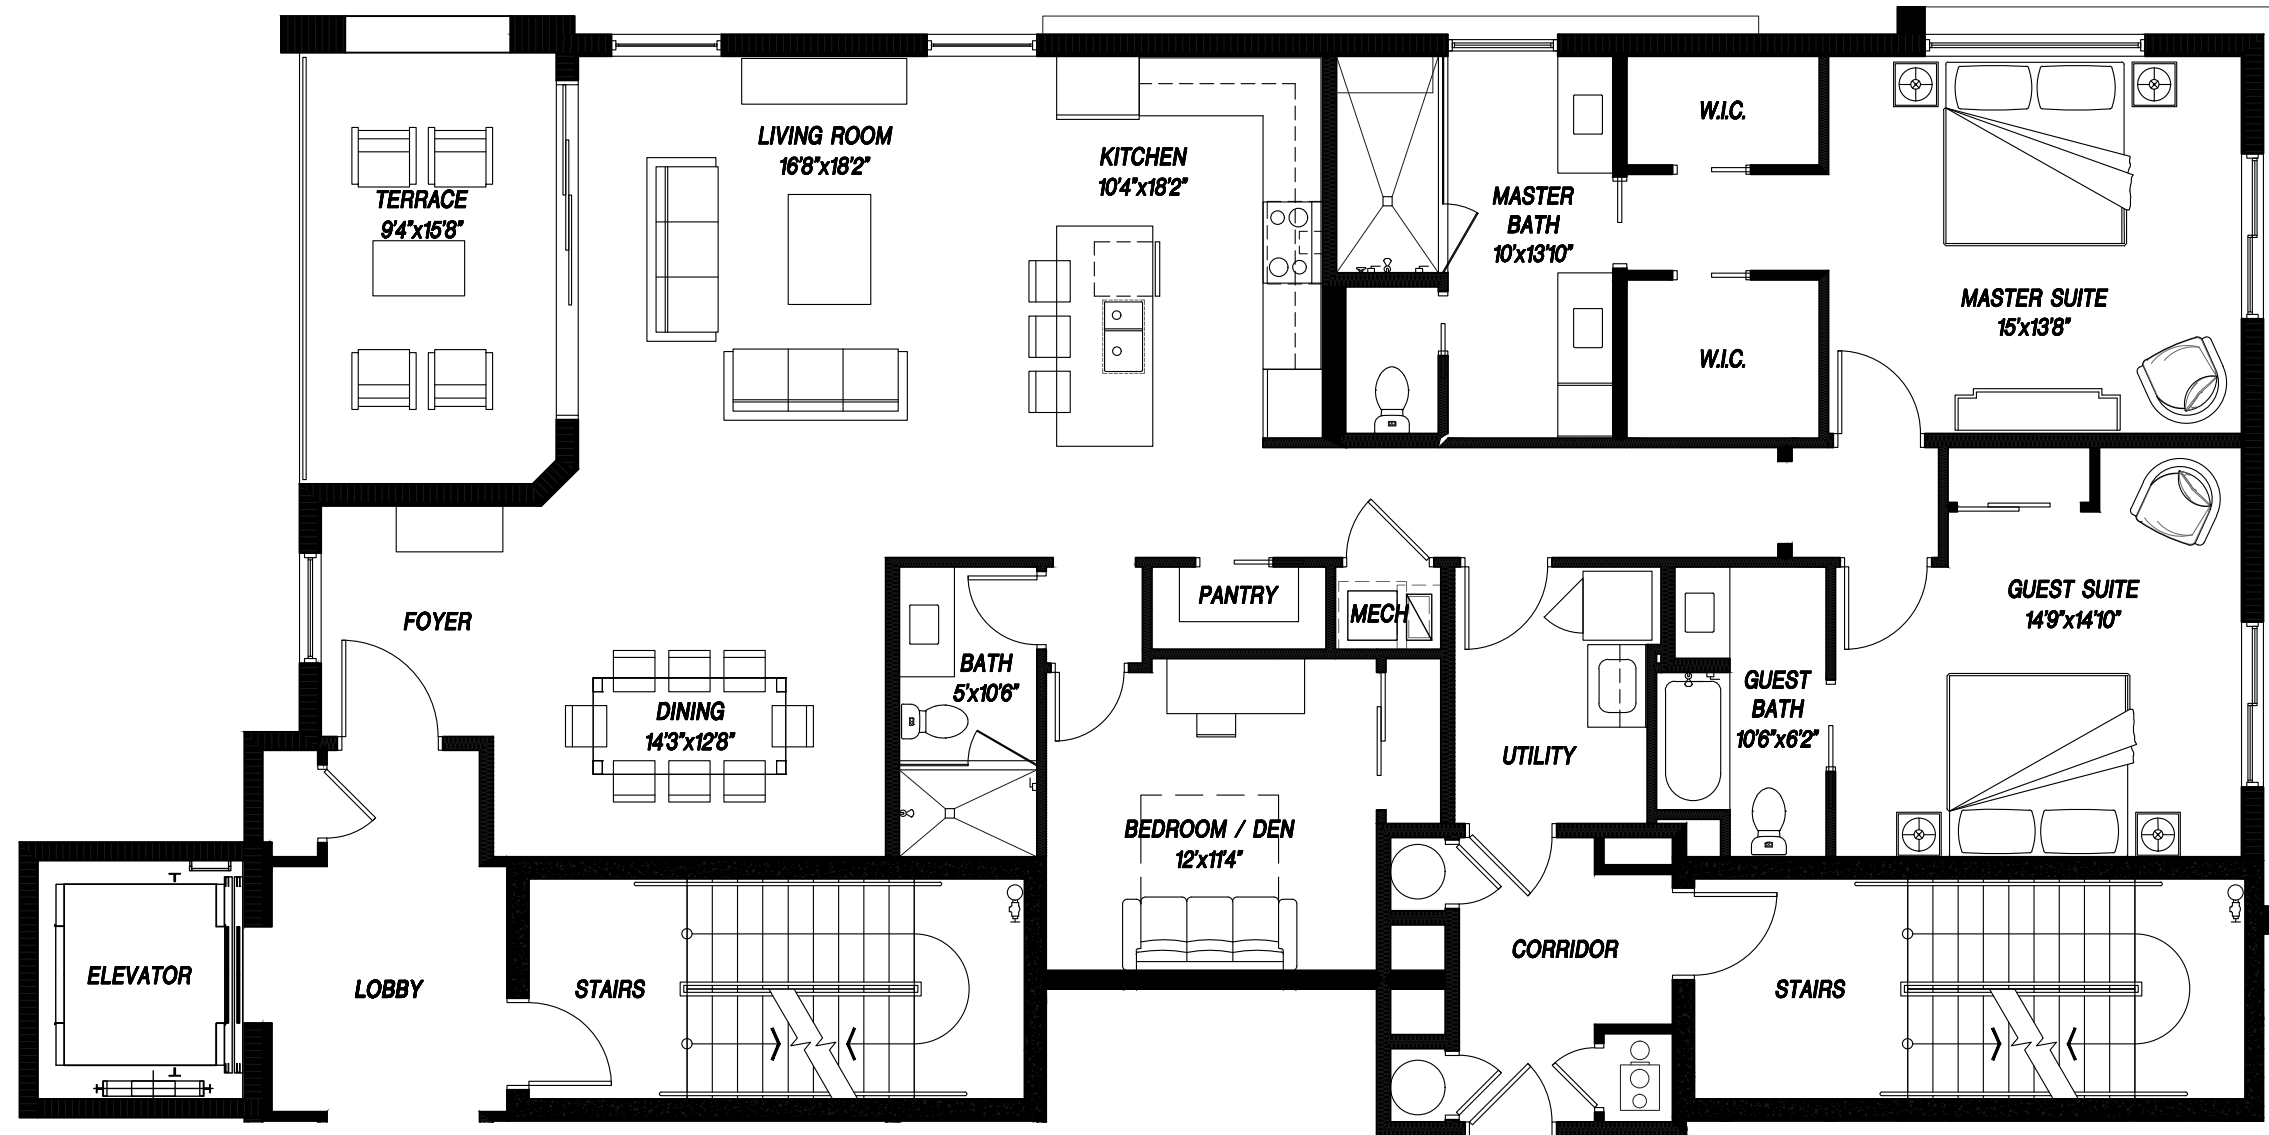 LIVING ROOM
16'8"x18'2"
KITCHEN
10'4"x18'2"
W.I.C.
TERRACE
9'4"x15'8"
MASTER
BATH
10'x13'10"
MASTER SUITE
15'x13'8"
W.I.C.
FOYER
PANTRY
MECH
GUEST SUITE
14'9"x14'10"
BATH
5'x10'6"
DINING
14'3"x12'8"
GUEST
BATH
10'6"x6'2"
UTILITY
BEDROOM / DEN
12'x11'4"
ELEVATOR
LOBBY
STAIRS
CORRIDOR
STAIRS